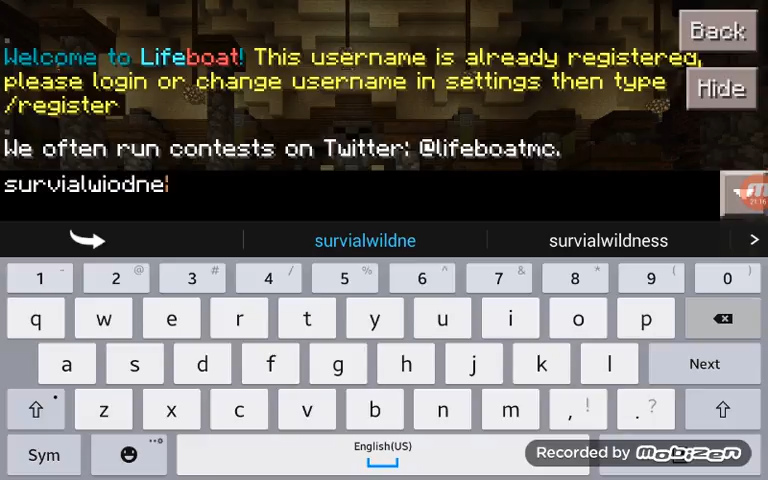 Back
Welcome to Lifeboat! This username is already registered,
please login or change username in settings then type
Hide
/register
We often run contests on Twitter: @lifeboatmc.
survialwiodne
21:16
survialwildne survialwildness >
1 - 2 @ 3 # 4 / 5 % 6 ^ 7 & 8 * 9 ( 0 )
q w e r t y u i o p
a s d f g h j k l Next
z x c v b n m , ! . ?
Sym English(US)
Recorded by mobizen